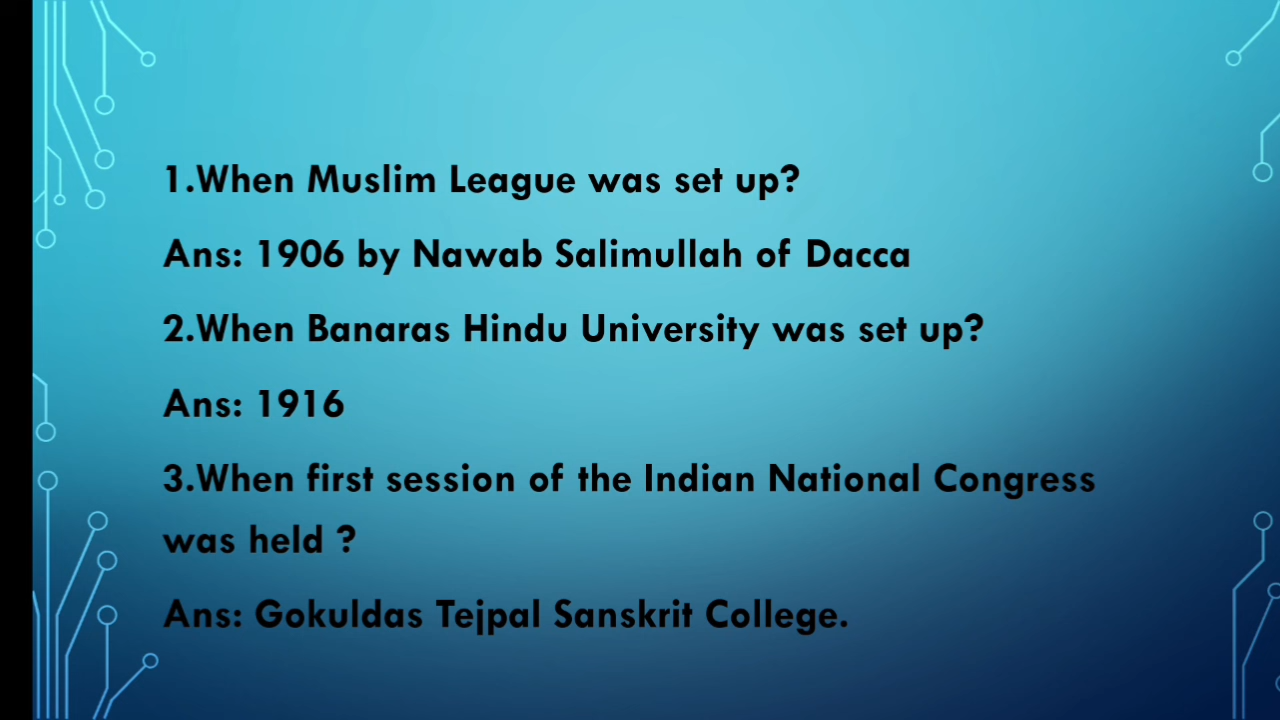 1.When Muslim League was set up?
Ans: 1906 by Nawab Salimullah of Dacca
2.When Banaras Hindu University was set up?
Ans: 1916
3.When first session of the Indian National Congress
was held ?
Ans: Gokuldas Tejpal Sanskrit College.